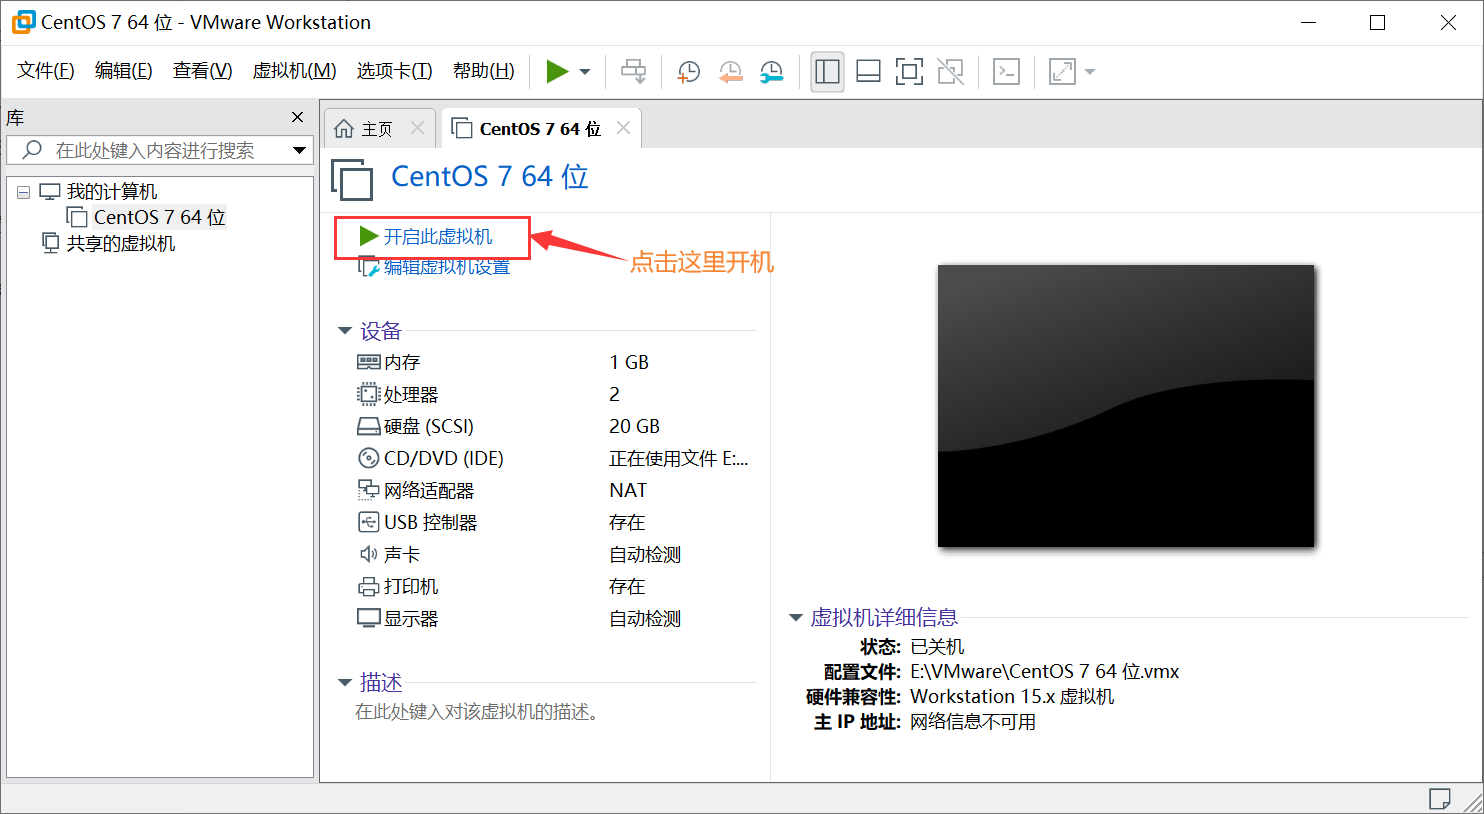 CentOS 7 64 位 - VMware Workstation
文件(F) 编辑(E) 查看(V) 虚拟机(M) 选项卡(T) 帮助(H)
库
在此处键入内容进行搜索
我的计算机
CentOS 7 64 位
共享的虚拟机
主页
CentOS 7 64 位
CentOS 7 64 位
开启此虚拟机
点击这里开机
编辑虚拟机设置
设备
内存 1 GB
处理器 2
硬盘 (SCSI) 20 GB
CD/DVD (IDE) 正在使用文件 E:...
网络适配器 NAT
USB 控制器 存在
声卡 自动检测
打印机 存在
显示器 自动检测
描述
在此处键入对该虚拟机的描述。
虚拟机详细信息
状态: 已关机
配置文件: E:\VMware\CentOS 7 64 位.vmx
硬件兼容性: Workstation 15.x 虚拟机
主 IP 地址: 网络信息不可用